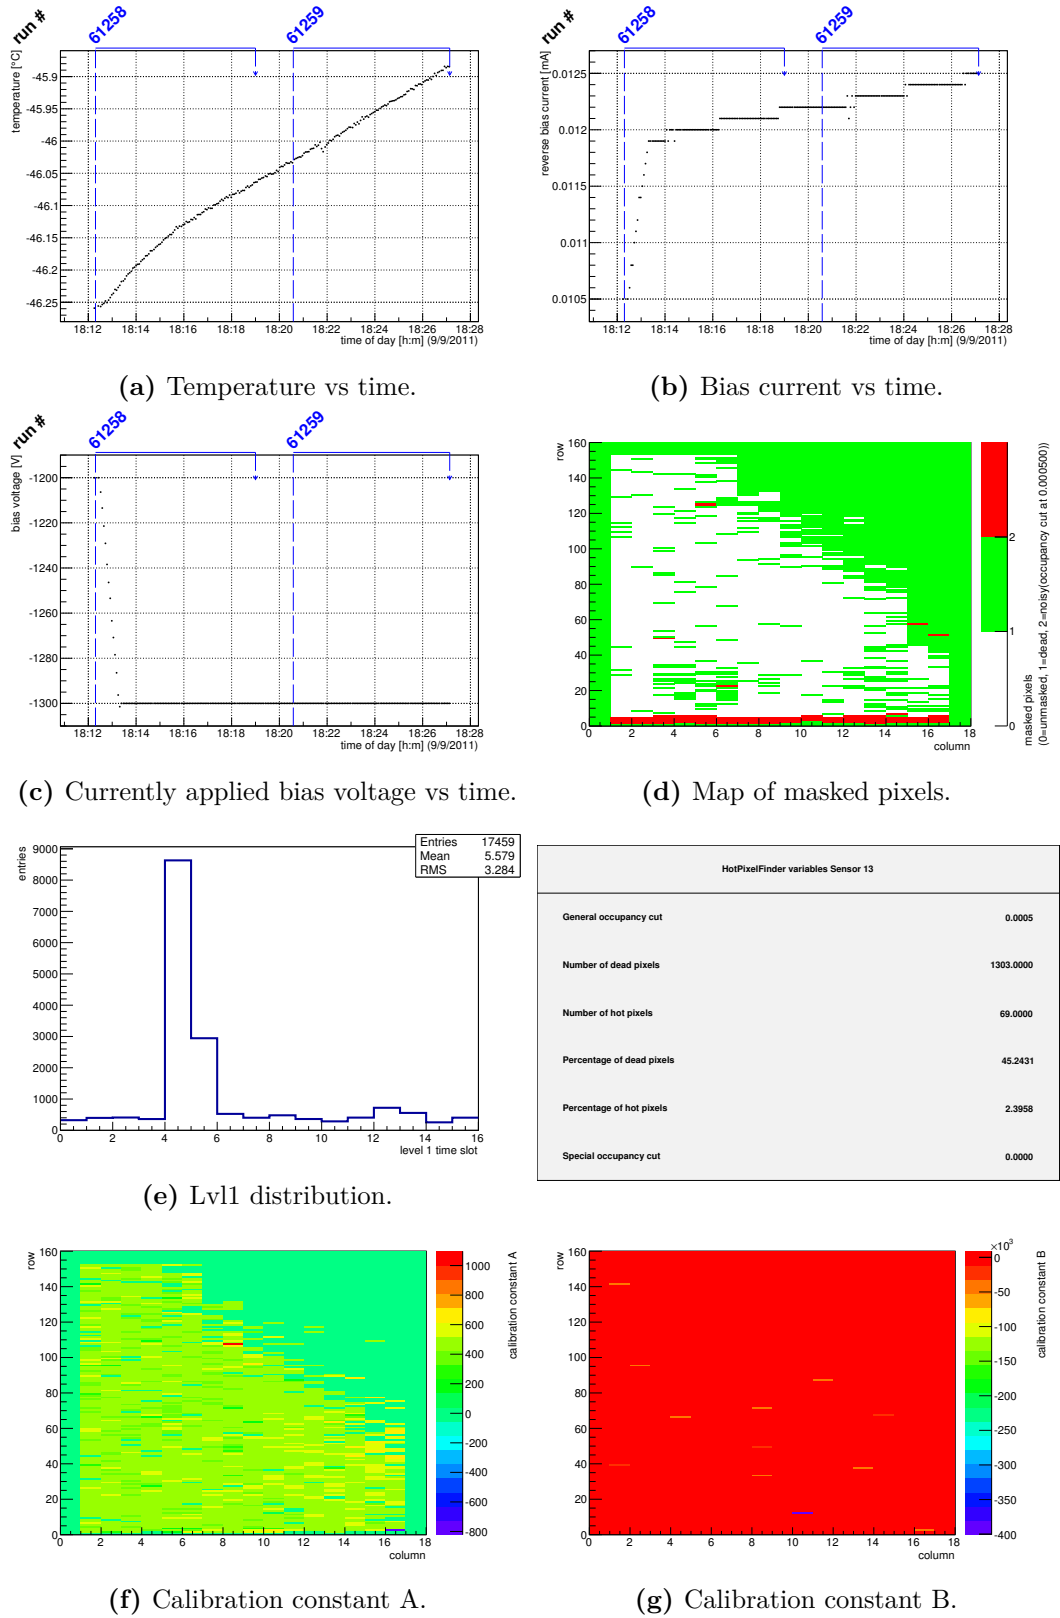 run #
61258
61259
temperature [°C]
-45.9
-45.95
-46
-46.05
-46.1
-46.15
-46.2
-46.25
18:12 18:14 18:16 18:18 18:20 18:22 18:24 18:26 18:28
time of day [h:m] (9/9/2011)
(a) Temperature vs time.
run #
61258
61259
reverse bias current [mA]
0.0125
0.012
0.0115
0.011
0.0105
18:12 18:14 18:16 18:18 18:20 18:22 18:24 18:26 18:28
time of day [h:m] (9/9/2011)
(b) Bias current vs time.
run #
61258
61259
bias voltage [V]
-1200
-1220
-1240
-1260
-1280
-1300
18:12 18:14 18:16 18:18 18:20 18:22 18:24 18:26 18:28
time of day [h:m] (9/9/2011)
(c) Currently applied bias voltage vs time.
row
160
140
120
100
80
60
40
20
0
0 2 4 6 8 10 12 14 16 18
column
2
1
0
masked pixels
(0=unmasked, 1=dead, 2=noisy(occupancy cut at 0.000500))
(d) Map of masked pixels.
entries
9000
8000
7000
6000
5000
4000
3000
2000
1000
0
0 2 4 6 8 10 12 14 16
level 1 time slot
Entries 17459
Mean 5.579
RMS 3.284
(e) Lvl1 distribution.
HotPixelFinder variables Sensor 13
General occupancy cut 0.0005
Number of dead pixels 1303.0000
Number of hot pixels 69.0000
Percentage of dead pixels 45.2431
Percentage of hot pixels 2.3958
Special occupancy cut 0.0000
row
160
140
120
100
80
60
40
20
0
0 2 4 6 8 10 12 14 16 18
column
1000
800
600
400
200
0
-200
-400
-600
-800
calibration constant A
(f) Calibration constant A.
row
160
140
120
100
80
60
40
20
0
0 2 4 6 8 10 12 14 16 18
column
×10³
0
-50
-100
-150
-200
-250
-300
-350
-400
calibration constant B
(g) Calibration constant B.